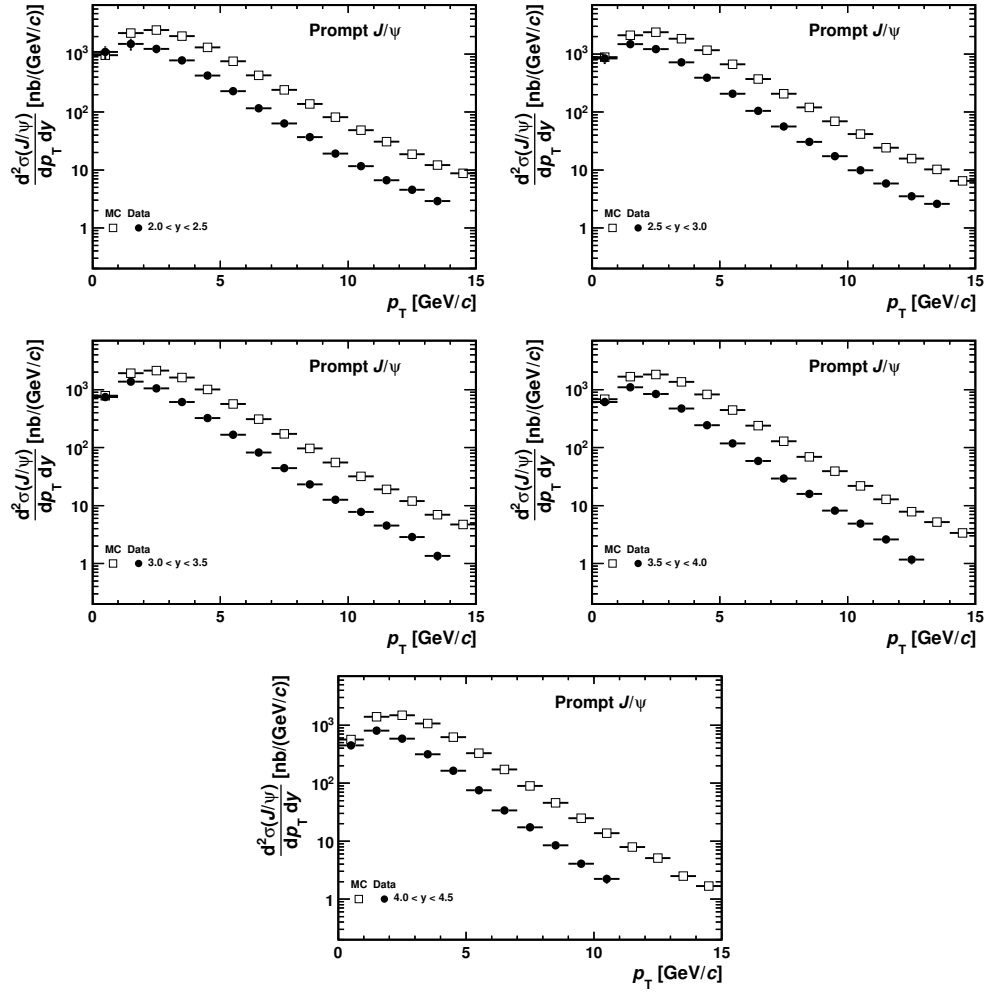 Prompt J/ψ
d²σ(J/ψ) / dp_T dy [nb/(GeV/c)]
10³
10²
10
1
MC Data
2.0 < y < 2.5
0 5 10 15
p_T [GeV/c]
Prompt J/ψ
d²σ(J/ψ) / dp_T dy [nb/(GeV/c)]
10³
10²
10
1
MC Data
2.5 < y < 3.0
0 5 10 15
p_T [GeV/c]
Prompt J/ψ
d²σ(J/ψ) / dp_T dy [nb/(GeV/c)]
10³
10²
10
1
MC Data
3.0 < y < 3.5
0 5 10 15
p_T [GeV/c]
Prompt J/ψ
d²σ(J/ψ) / dp_T dy [nb/(GeV/c)]
10³
10²
10
1
MC Data
3.5 < y < 4.0
0 5 10 15
p_T [GeV/c]
Prompt J/ψ
d²σ(J/ψ) / dp_T dy [nb/(GeV/c)]
10³
10²
10
1
MC Data
4.0 < y < 4.5
0 5 10 15
p_T [GeV/c]